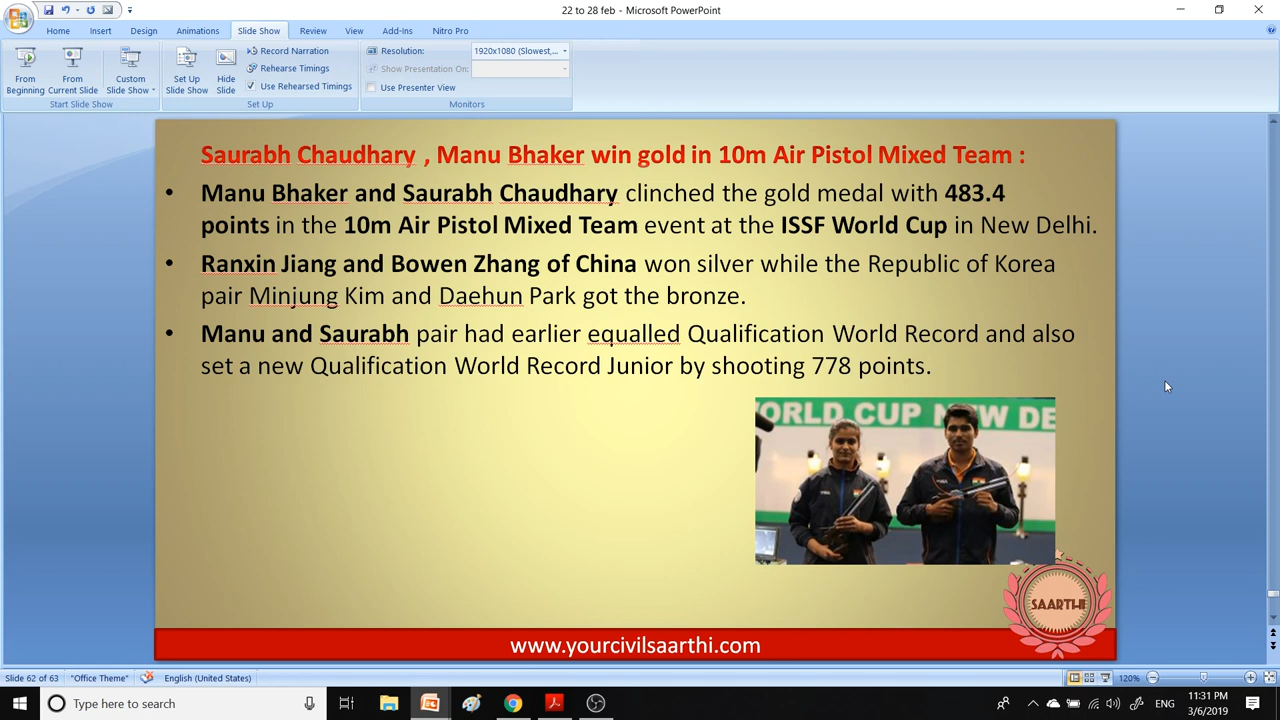 22 to 28 feb - Microsoft PowerPoint
Home Insert Design Animations Slide Show Review View Add-Ins Nitro Pro
From Beginning
From Current Slide
Custom Slide Show
Set Up Slide Show
Hide Slide
Record Narration
Rehearse Timings
Use Rehearsed Timings
Resolution: 1920x1080 (Slowest,...
Show Presentation On:
Use Presenter View
Start Slide Show
Set Up
Monitors
Saurabh Chaudhary , Manu Bhaker win gold in 10m Air Pistol Mixed Team :
• Manu Bhaker and Saurabh Chaudhary clinched the gold medal with 483.4
points in the 10m Air Pistol Mixed Team event at the ISSF World Cup in New Delhi.
• Ranxin Jiang and Bowen Zhang of China won silver while the Republic of Korea
pair Minjung Kim and Daehun Park got the bronze.
• Manu and Saurabh pair had earlier equalled Qualification World Record and also
set a new Qualification World Record Junior by shooting 778 points.
WORLD CUP NEW DE
SAARTHI
www.yourcivilsaarthi.com
Slide 62 of 63 "Office Theme" English (United States) 120%
Type here to search
ENG
11:31 PM
3/6/2019